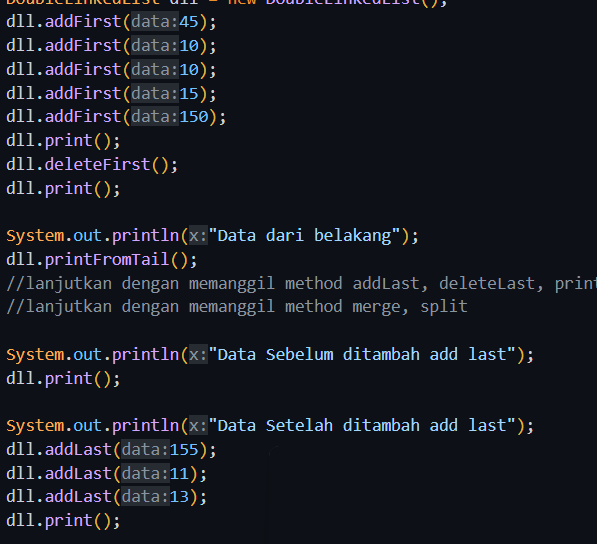 DoubleLinkedList dll = new DoubleLinkedList();
dll.addFirst(data:45);
dll.addFirst(data:10);
dll.addFirst(data:10);
dll.addFirst(data:15);
dll.addFirst(data:150);
dll.print();
dll.deleteFirst();
dll.print();
System.out.println(x:"Data dari belakang");
dll.printFromTail();
//lanjutkan dengan memanggil method addLast, deleteLast, print
//lanjutkan dengan memanggil method merge, split
System.out.println(x:"Data Sebelum ditambah add last");
dll.print();
System.out.println(x:"Data Setelah ditambah add last");
dll.addLast(data:155);
dll.addLast(data:11);
dll.addLast(data:13);
dll.print();